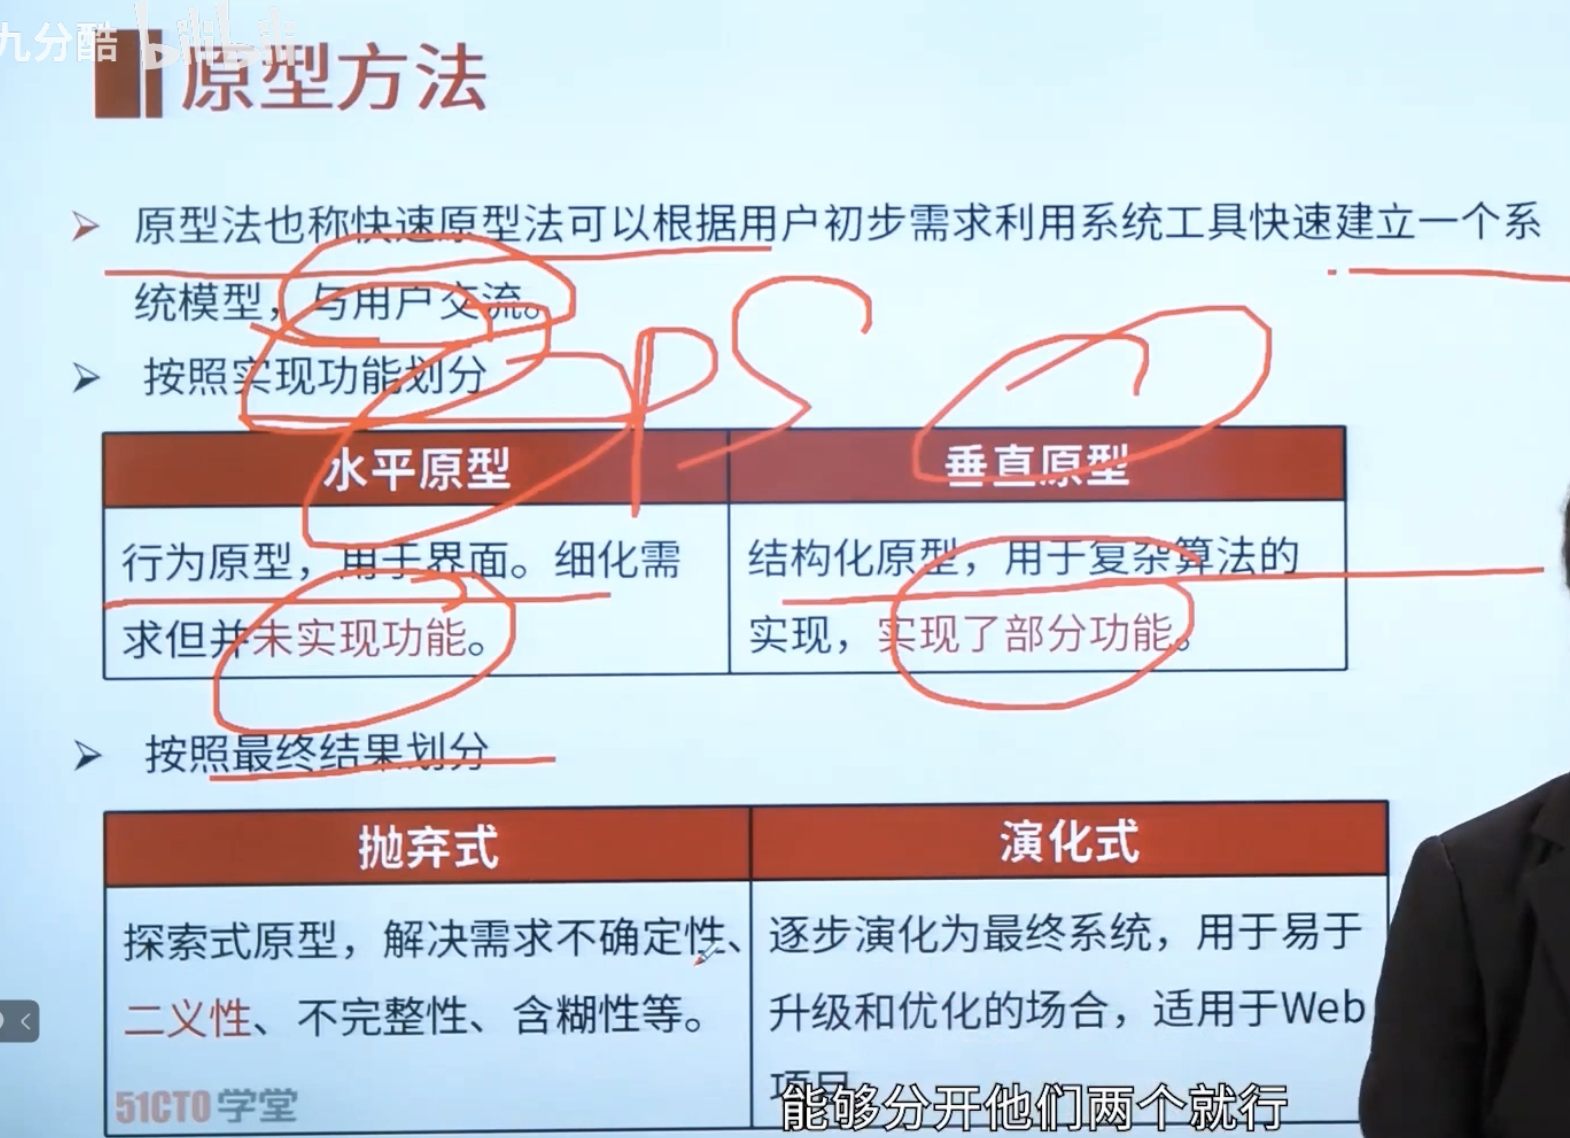 九分酷 bilibili
原型方法
原型法也称快速原型法可以根据用户初步需求利用系统工具快速建立一个系
统模型，与用户交流。
PS
按照实现功能划分
水平原型 垂直原型
行为原型，用于界面。细化需 结构化原型，用于复杂算法的
求但并未实现功能。 实现，实现了部分功能。
按照最终结果划分
抛弃式 演化式
探索式原型，解决需求不确定性、 逐步演化为最终系统，用于易于
二义性、不完整性、含糊性等。 升级和优化的场合，适用于Web
项目
51CTO学堂
能够分开他们两个就行